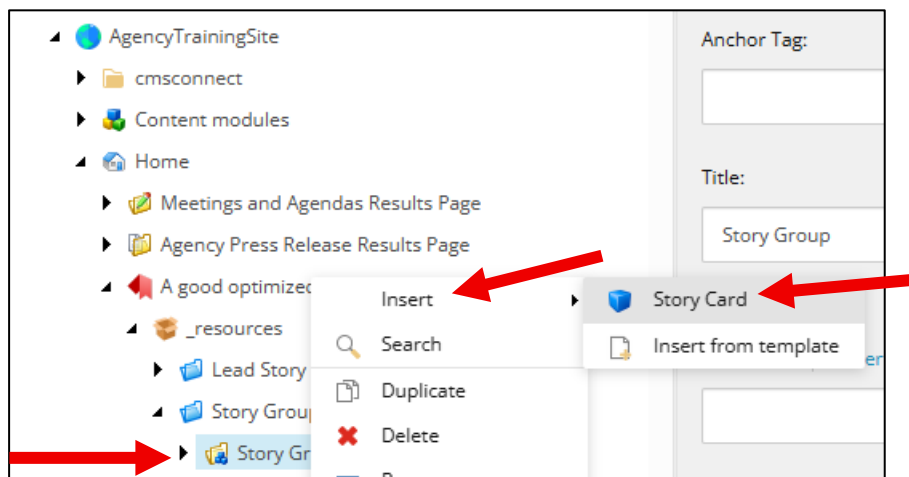 AgencyTrainingSite
cmsconnect
Content modules
Home
Meetings and Agendas Results Page
Agency Press Release Results Page
A good optimized
_resources
Lead Story
Story Group
Story Gr
Insert
Search
Duplicate
Delete
Story Card
Insert from template
Anchor Tag:
Title:
Story Group